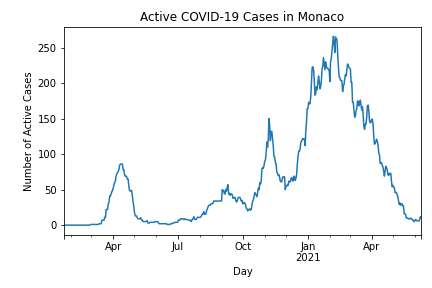 Active COVID-19 Cases in Monaco
Number of Active Cases
250
200
150
100
50
0
Apr
Jul
Oct
Jan
2021
Apr
Day